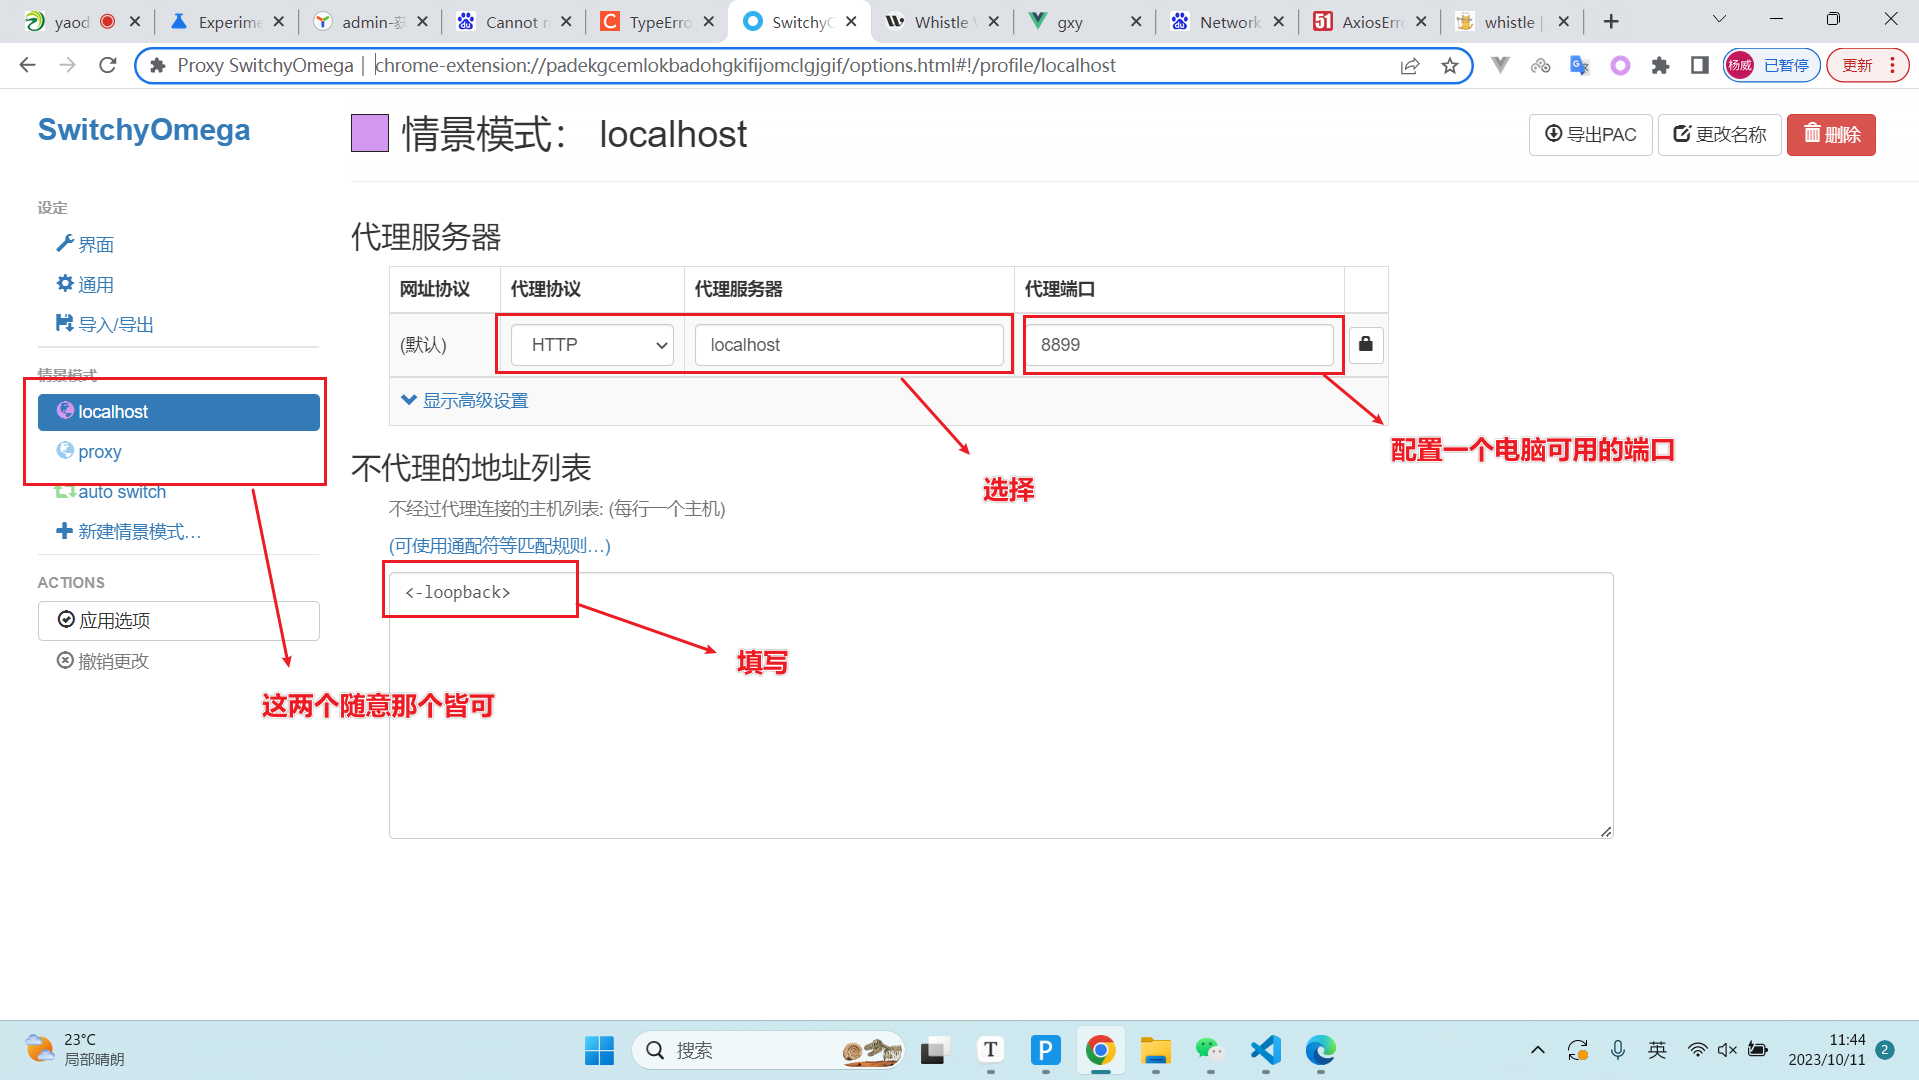 yaod
Experime
admin-获
Cannot r
TypeErro
SwitchyO
Whistle
gxy
Network
AxiosErro
whistle |
Proxy SwitchyOmega | chrome-extension://padekgcemlokbadohgkifijomclgjgif/options.html#!/profile/localhost
杨威 已暂停
更新
SwitchyOmega
情景模式： localhost
导出PAC
更改名称
删除
设定
界面
通用
导入/导出
情景模式
localhost
proxy
auto switch
新建情景模式…
ACTIONS
应用选项
撤销更改
这两个随意那个皆可
代理服务器
网址协议 代理协议 代理服务器 代理端口
(默认) HTTP localhost 8899
显示高级设置
配置一个电脑可用的端口
选择
不代理的地址列表
不经过代理连接的主机列表: (每行一个主机)
(可使用通配符等匹配规则…)
<-loopback>
填写
23°C
局部晴朗
搜索
英
11:44
2023/10/11
2